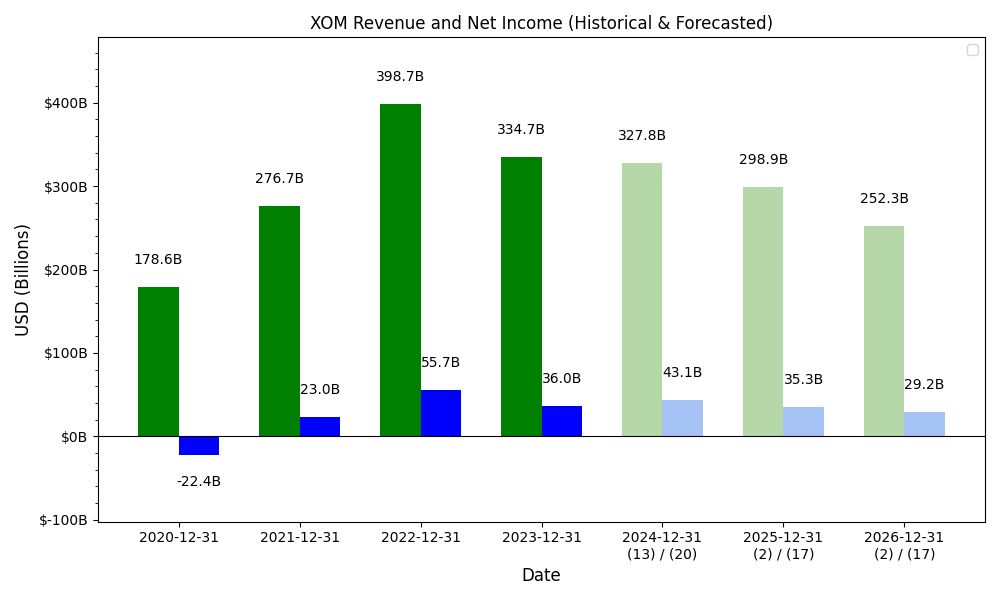 XOM Revenue and Net Income (Historical & Forecasted)
USD (Billions)
$400B
$300B
$200B
$100B
$0B
$-100B
178.6B
-22.4B
276.7B
23.0B
398.7B
55.7B
334.7B
36.0B
327.8B
43.1B
298.9B
35.3B
252.3B
29.2B
2020-12-31
2021-12-31
2022-12-31
2023-12-31
2024-12-31
(13) / (20)
2025-12-31
(2) / (17)
2026-12-31
(2) / (17)
Date